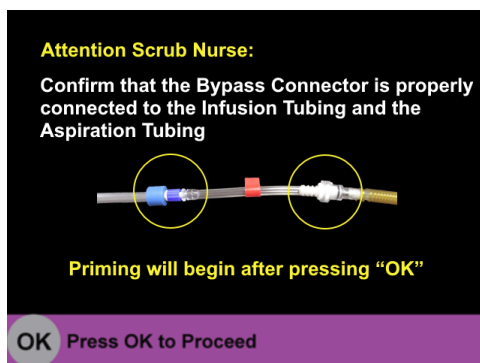 Attention Scrub Nurse:
Confirm that the Bypass Connector is properly
connected to the Infusion Tubing and the
Aspiration Tubing
Priming will begin after pressing “OK”
OK Press OK to Proceed